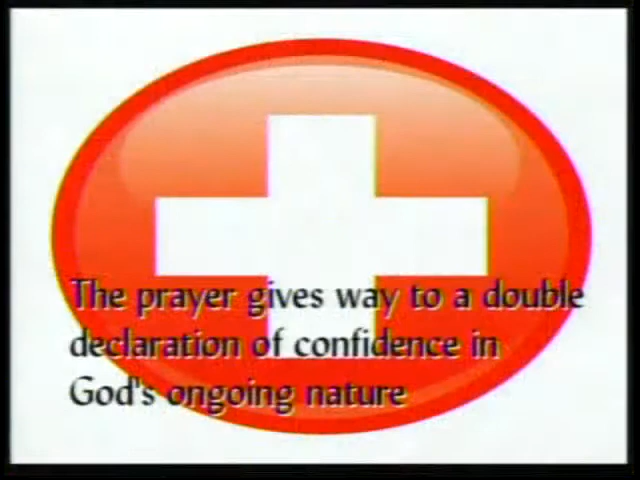 The prayer gives way to a double
declaration of confidence in
God's ongoing nature